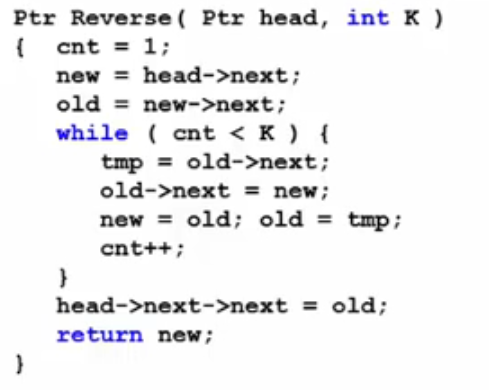 Ptr Reverse( Ptr head, int K )
{  cnt = 1;
   new = head->next;
   old = new->next;
   while ( cnt < K ) {
      tmp = old->next;
      old->next = new;
      new = old; old = tmp;
      cnt++;
   }
   head->next->next = old;
   return new;
}